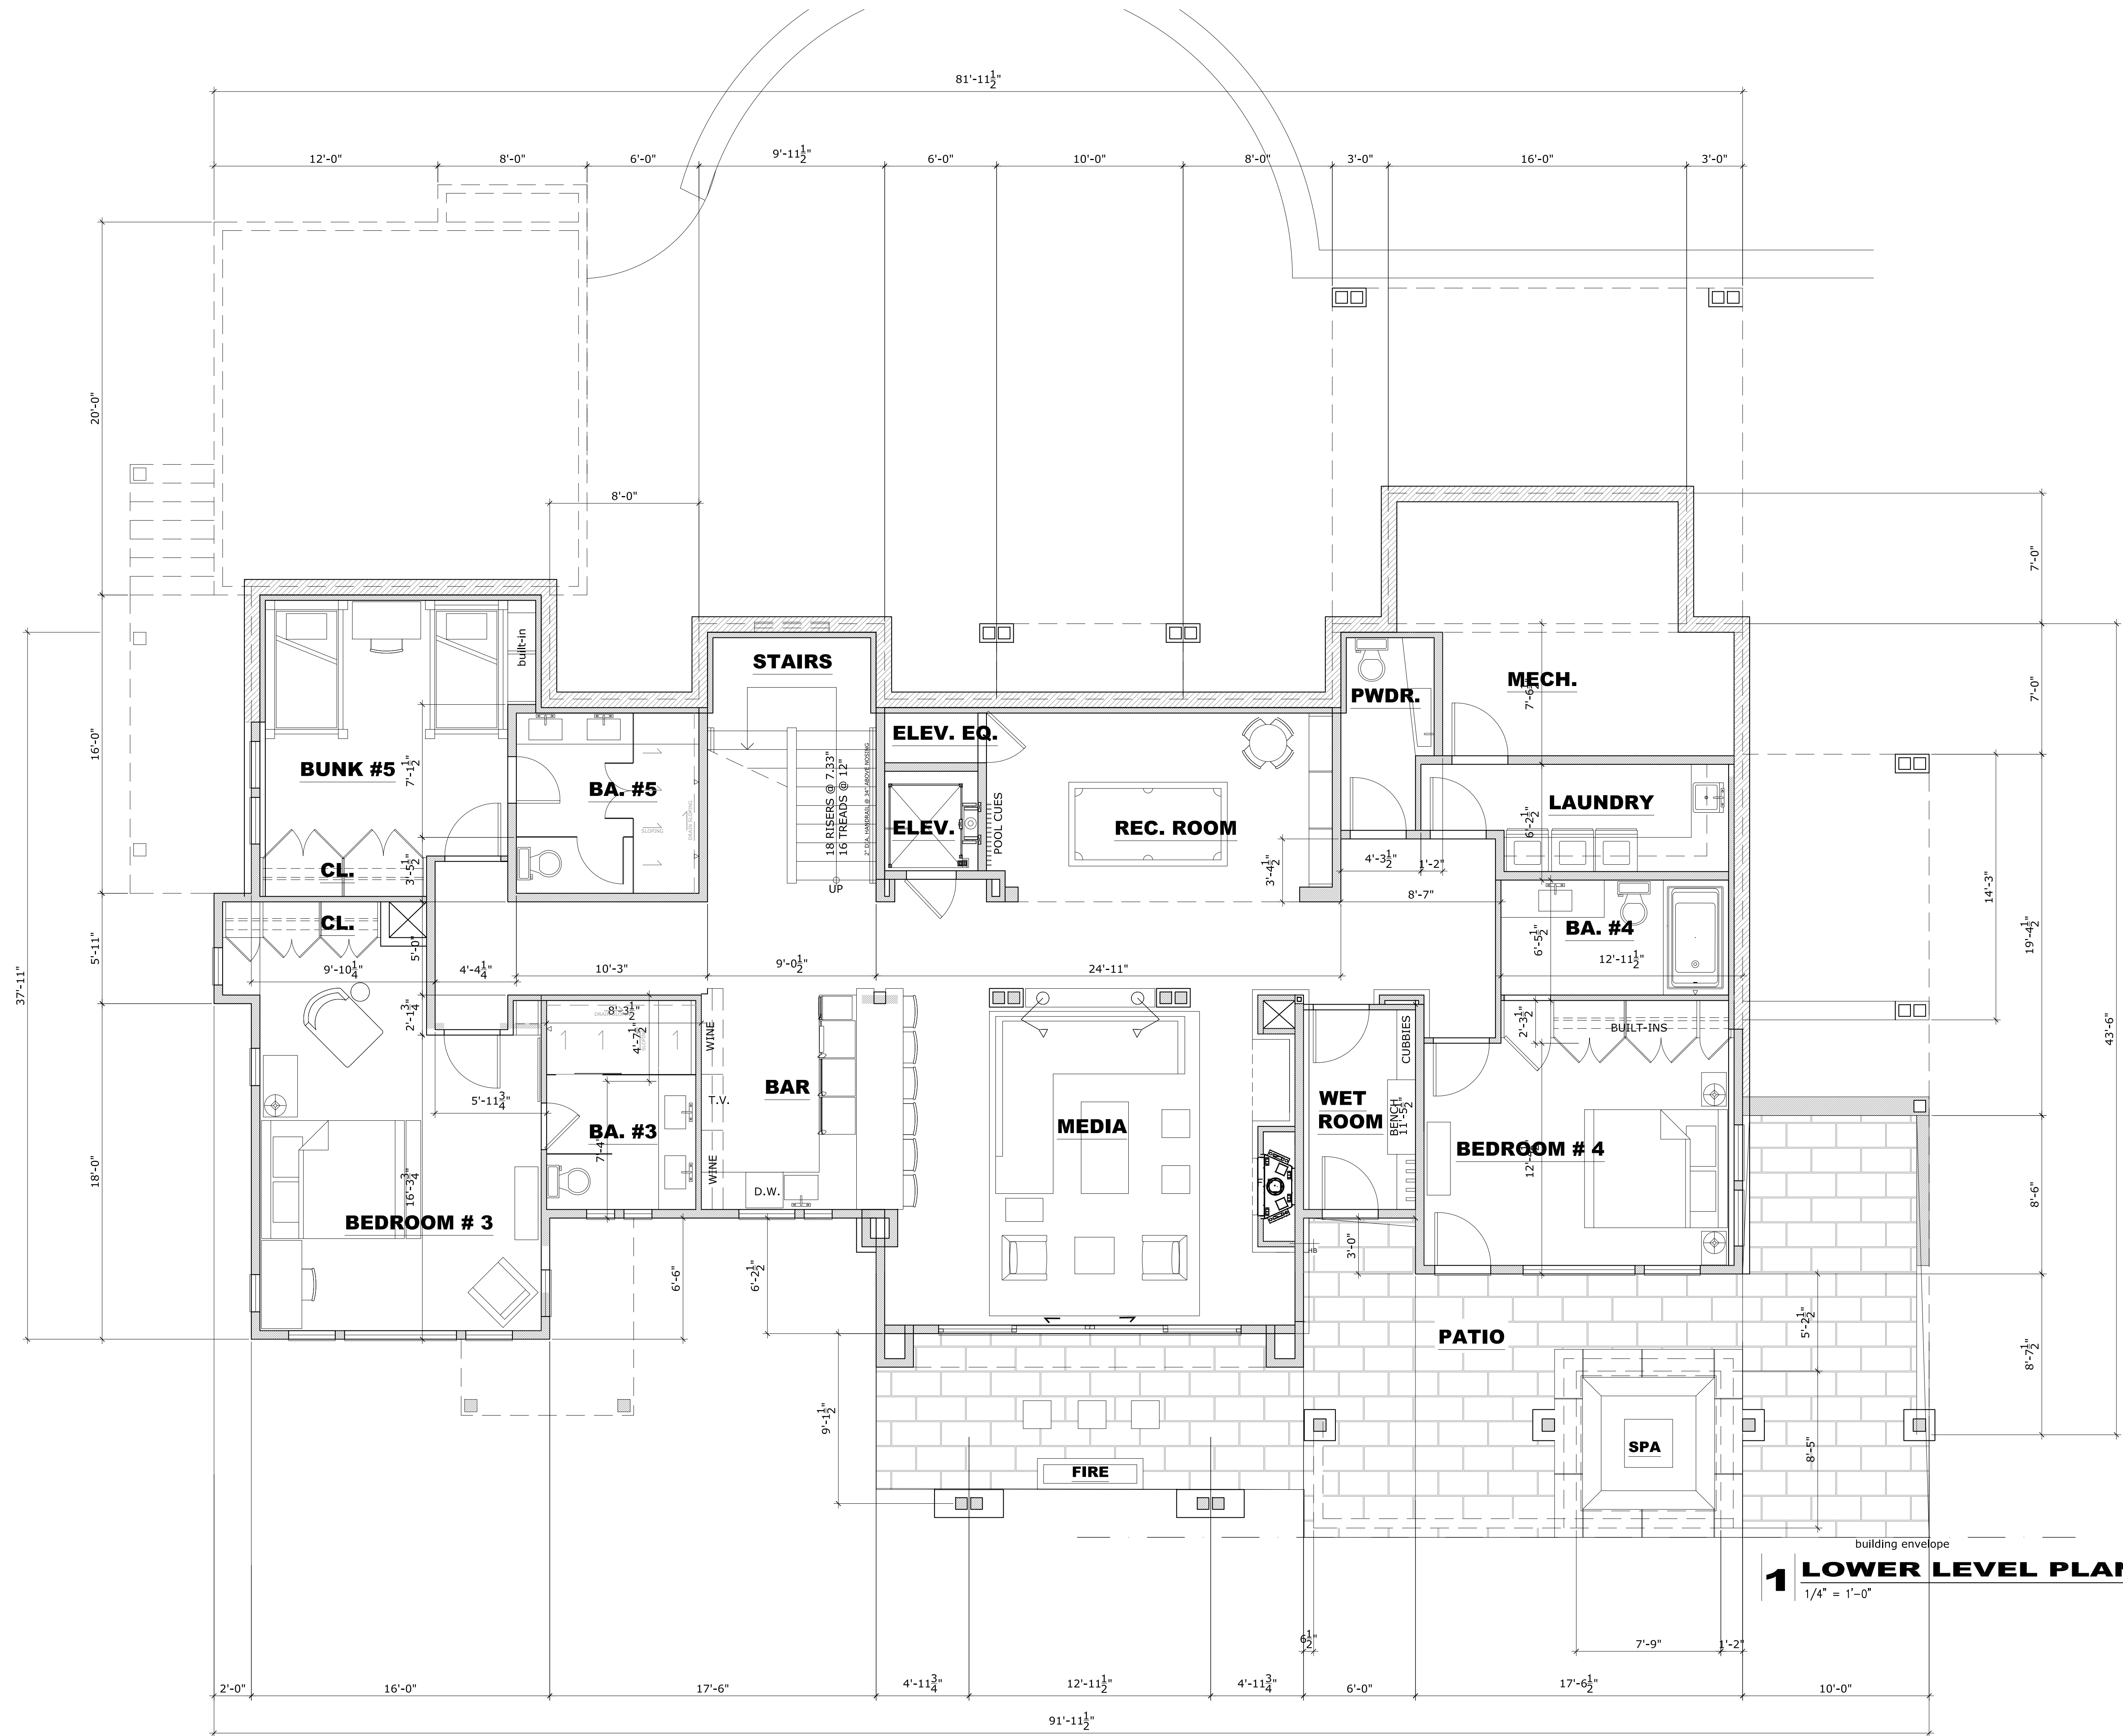 81'-11 1/2"
12'-0"
8'-0"
6'-0"
9'-11 1/2"
6'-0"
10'-0"
8'-0"
3'-0"
16'-0"
3'-0"
20'-0"
8'-0"
7'-0"
16'-0"
37'-11"
5'-11"
18'-0"
built-in
BUNK #5
7'-1 1/2"
CL.
3'-5 1/2"
CL.
5'-0"
9'-10 1/4"
4'-4 1/4"
2'-1 3/4"
BA. #5
SLOPING
DRAIN SLOPING
STAIRS
18 RISERS @ 7.33"
16 TREADS @ 12"
2" DIA. HANDRAIL @ 34" ABOVE NOSING
UP
ELEV. EQ.
ELEV.
POOL CUES
REC. ROOM
3'-4 1/2"
PWDR.
MECH.
7'-6 1/2"
7'-0"
LAUNDRY
6'-2 1/2"
4'-3 1/2"
1'-2"
8'-7"
BA. #4
6'-5 1/2"
12'-11 1/2"
14'-3"
19'-4 1/2"
43'-6"
10'-3"
9'-0 1/2"
24'-11"
8'-3 1/2"
4'-7 1/2"
WINE
T.V.
WINE
BAR
D.W.
5'-11 3/4"
BA. #3
7'-4"
16'-3 3/4"
BEDROOM # 3
6'-6"
6'-2 1/2"
MEDIA
CUBBIES
WET
ROOM
BENCH
11'-5 1/2"
HB
3'-0"
2'-3 1/2"
BUILT-INS
BEDROOM # 4
8'-6"
PATIO
5'-2 1/2"
8'-7 1/2"
9'-1 1/2"
FIRE
SPA
8'-5"
building envelope
1 LOWER LEVEL PLAN
1/4" = 1'-0"
6 1/2"
7'-9"
1'-2"
2'-0"
16'-0"
17'-6"
4'-11 3/4"
12'-11 1/2"
4'-11 3/4"
6'-0"
17'-6 1/2"
10'-0"
91'-11 1/2"